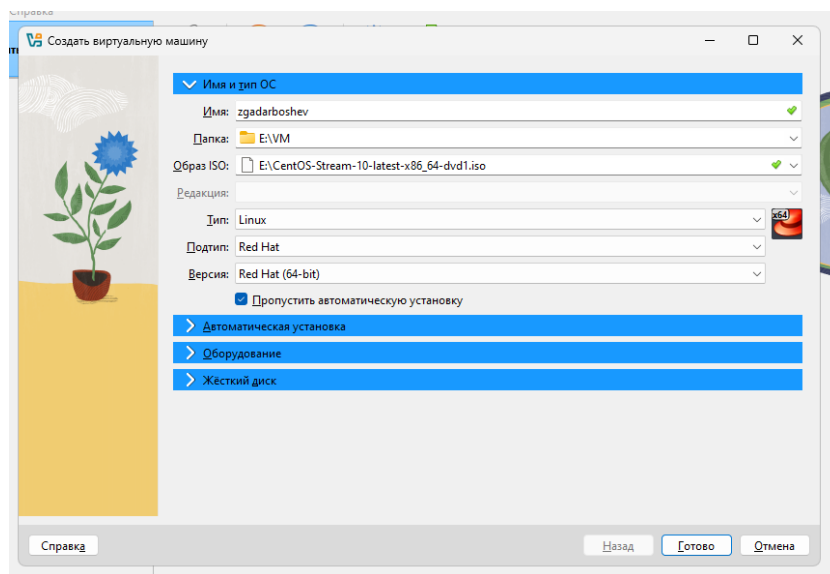 Справка
Создать виртуальную машину
Имя и тип ОС
Имя: zgadarboshev
Папка: E:\VM
Образ ISO: E:\CentOS-Stream-10-latest-x86_64-dvd1.iso
Редакция:
Тип: Linux
x64
Подтип: Red Hat
Версия: Red Hat (64-bit)
Пропустить автоматическую установку
Автоматическая установка
Оборудование
Жёсткий диск
Справка
Назад
Готово
Отмена